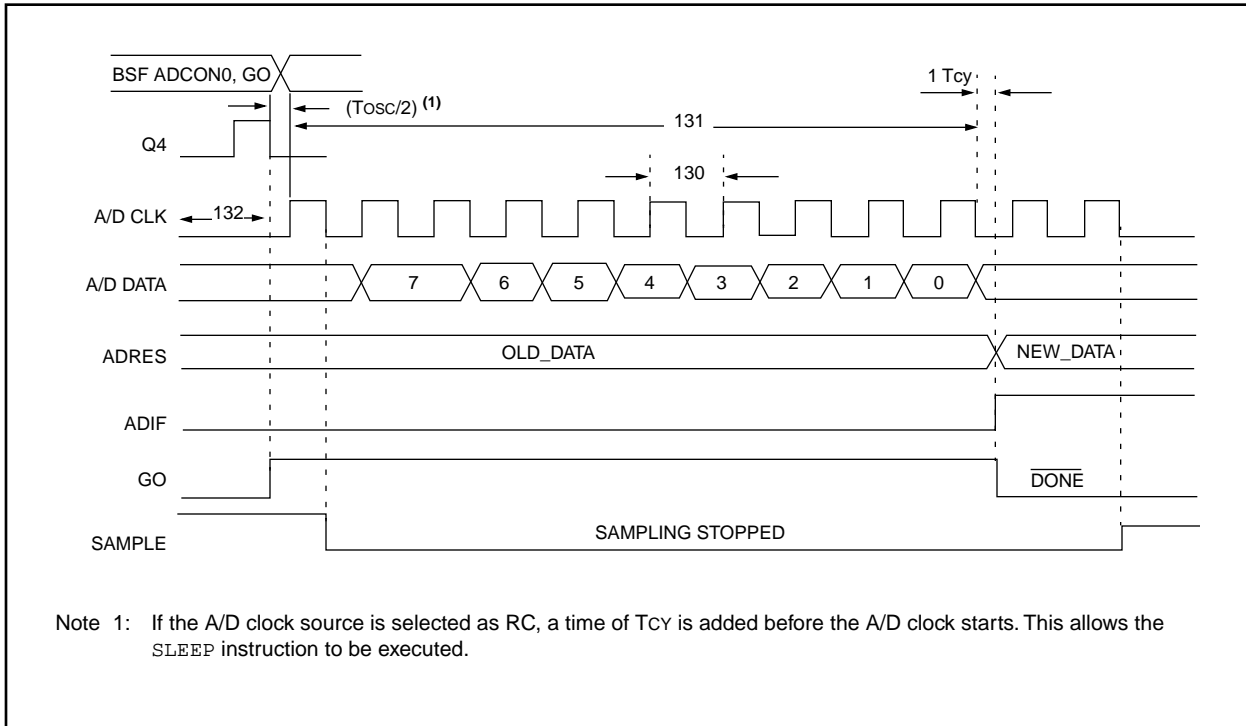 BSF ADCON0, GO
(TOSC/2) (1)
1 Tcy
131
Q4
130
A/D CLK
132
A/D DATA
7 6 5 4 3 2 1 0
ADRES
OLD_DATA
NEW_DATA
ADIF
GO
DONE
SAMPLE
SAMPLING STOPPED
Note 1: If the A/D clock source is selected as RC, a time of TCY is added before the A/D clock starts. This allows the
SLEEP instruction to be executed.